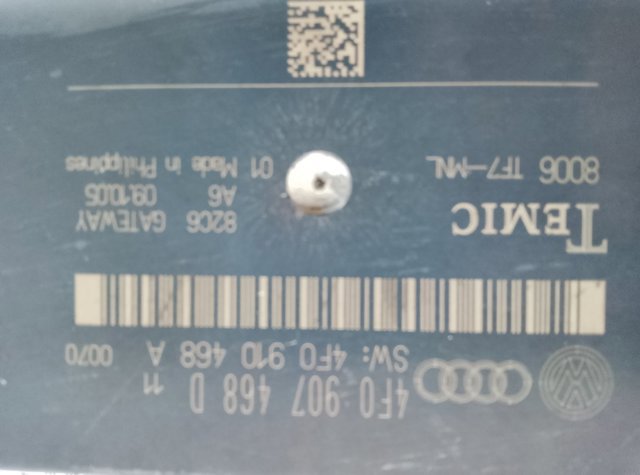 4F0 907 468 D 11
SW: 4F0 910 468 A 0070
TEMIC
8206 GATEWAY
A6 09.10.05
8006 TF7-MNL
01 Made in Philippines